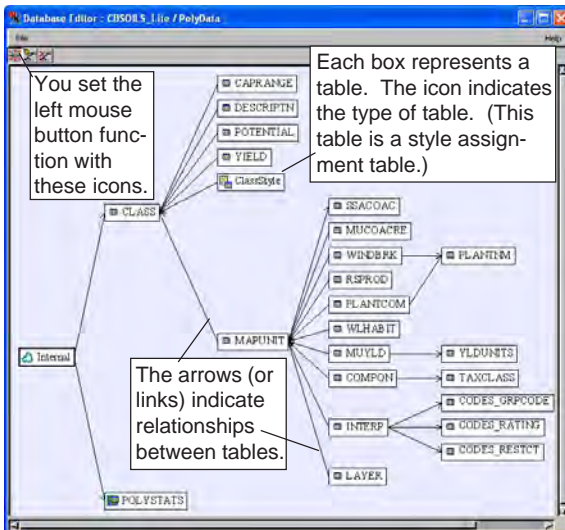 Database Editor : CBSOILS_Lite / PolyData
File
Help
You set the
left mouse
button func-
tion with
these icons.
Each box represents a
table. The icon indicates
the type of table. (This
table is a style assign-
ment table.)
CAPRANGE
DESCRIPTN
POTENTIAL
YIELD
ClassStyle
CLASS
SSACOAC
MUCOACRE
WINDBRK
PLANTNM
RSPROD
PLANTCOM
WLHABIT
MAPUNIT
MUYLD
YLDUNITS
Internal
COMPON
TAXCLASS
The arrows (or
links) indicate
relationships
between tables.
CODES_GRPCODE
INTERP
CODES_RATING
CODES_RESTCT
LAYER
POLYSTATS